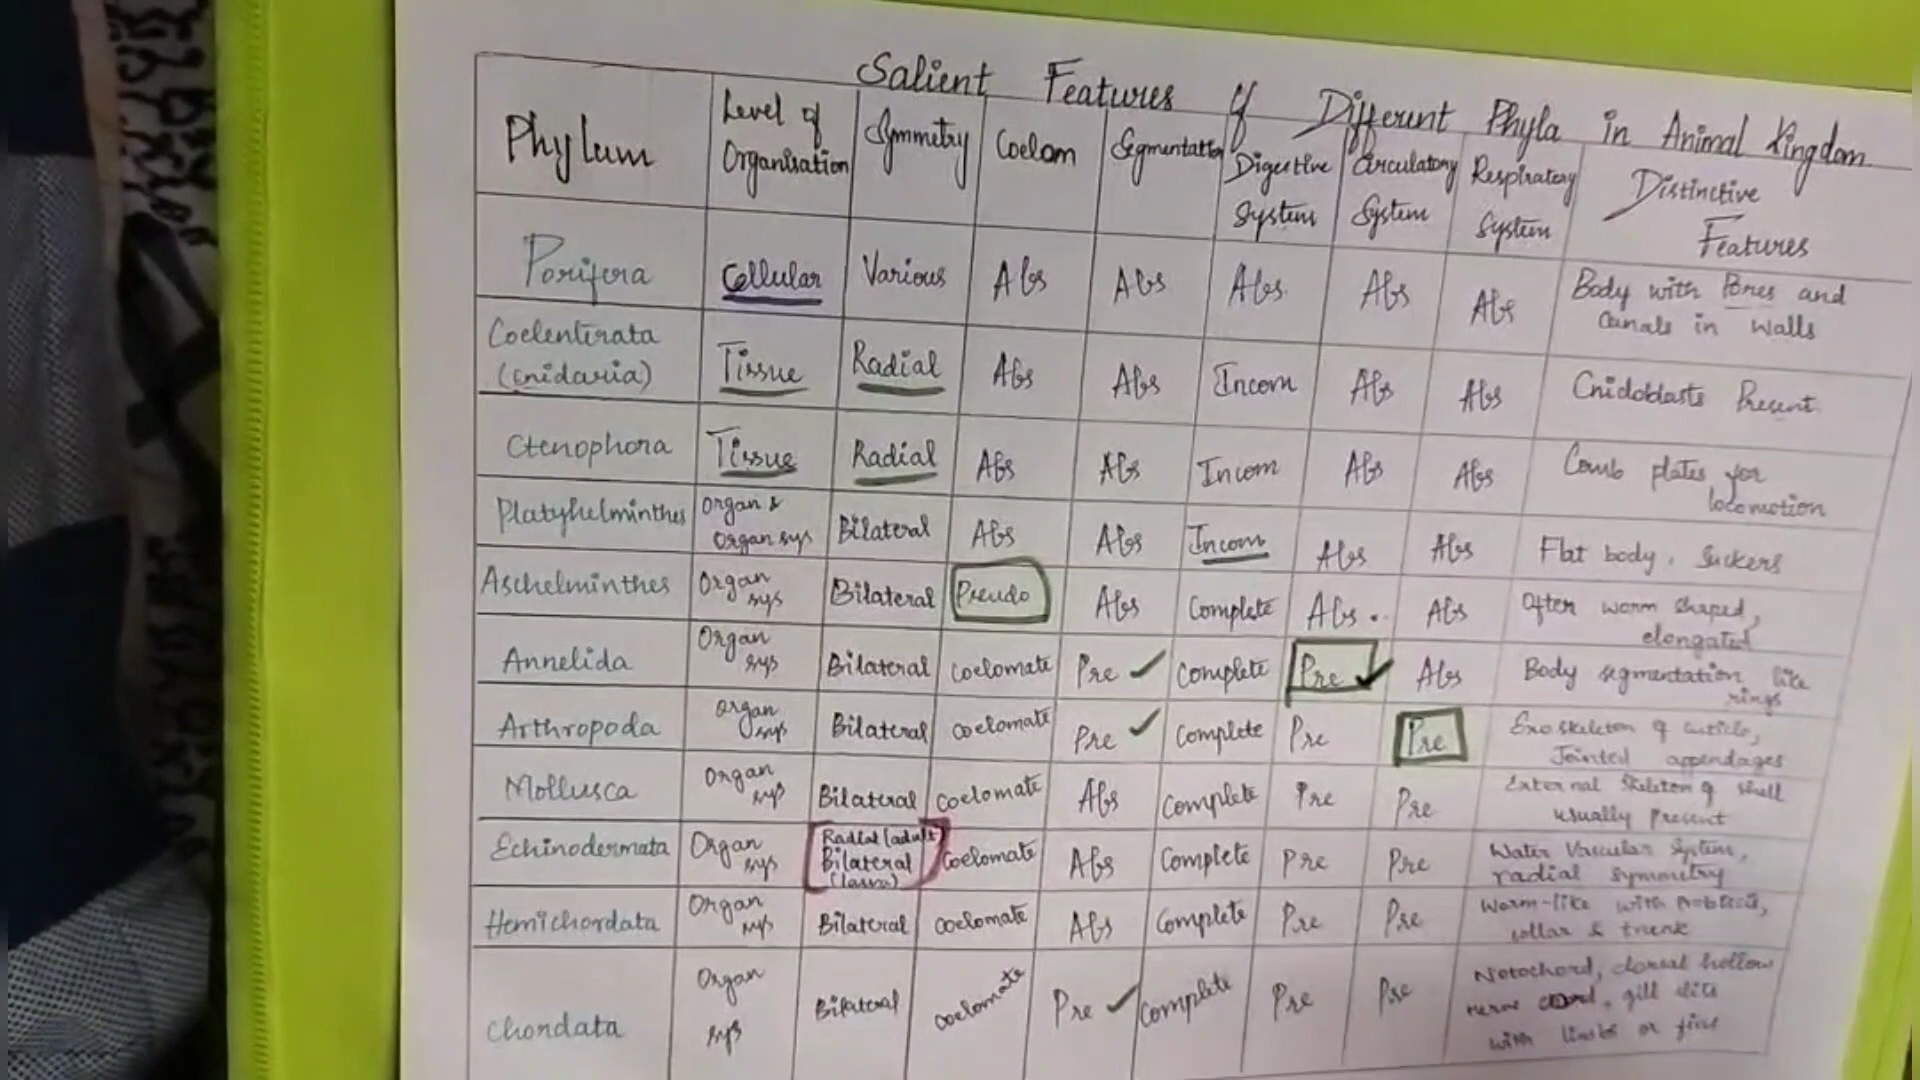 Salient Features of Different Phyla in Animal Kingdom
Phylum Level of Organisation Symmetry Coelom Segmentation Digestive System Circulatory System Respiratory System Distinctive Features
Porifera Cellular Various Abs Abs Abs Abs Abs Body with Pores and canals in walls
Coelenterata (cnidaria) Tissue Radial Abs Abs Incom Abs Abs Cnidoblasts Present.
Ctenophora Tissue Radial Abs Abs Incom Abs Abs Comb plates for locomotion
Platyhelminthes Organ & Organ sys Bilateral Abs Abs Incom Abs Abs Flat body, Suckers
Aschelminthes Organ sys Bilateral Pseudo Abs Complete Abs Abs Often worm shaped, elongated
Annelida Organ sys Bilateral Coelomate Pre ✓ Complete Pre ✓ Abs Body segmentation like rings
Arthropoda Organ sys Bilateral Coelomate Pre ✓ Complete Pre Pre Exoskeleton of cuticle, Jointed appendages
Mollusca Organ sys Bilateral Coelomate Abs Complete Pre Pre External Skeleton of shell usually present
Echinodermata Organ sys Radial (adult Bilateral (larva) Coelomate Abs Complete Pre Pre Water Vascular System, radial symmetry
Hemichordata Organ sys Bilateral Coelomate Abs Complete Pre Pre Worm-like with collar & trunk
Chordata Organ sys Bilateral Coelomate Pre ✓ Complete Pre Pre Notochord, dorsal hollow nerve cord, gill slits with limbs or fins